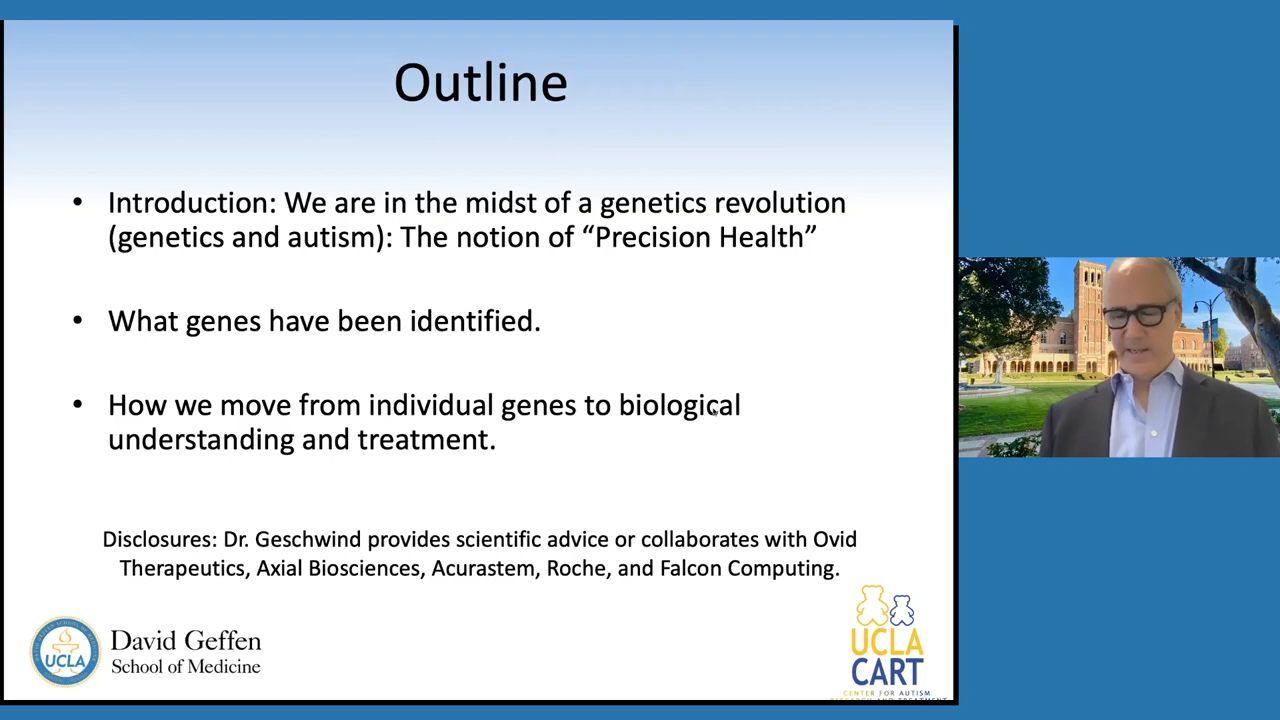 Outline
• Introduction: We are in the midst of a genetics revolution
(genetics and autism): The notion of “Precision Health”
• What genes have been identified.
• How we move from individual genes to biological
understanding and treatment.
Disclosures: Dr. Geschwind provides scientific advice or collaborates with Ovid
Therapeutics, Axial Biosciences, Acurastem, Roche, and Falcon Computing.
UCLA
David Geffen
School of Medicine
UCLA
CART
CENTER FOR AUTISM
RESEARCH AND TREATMENT